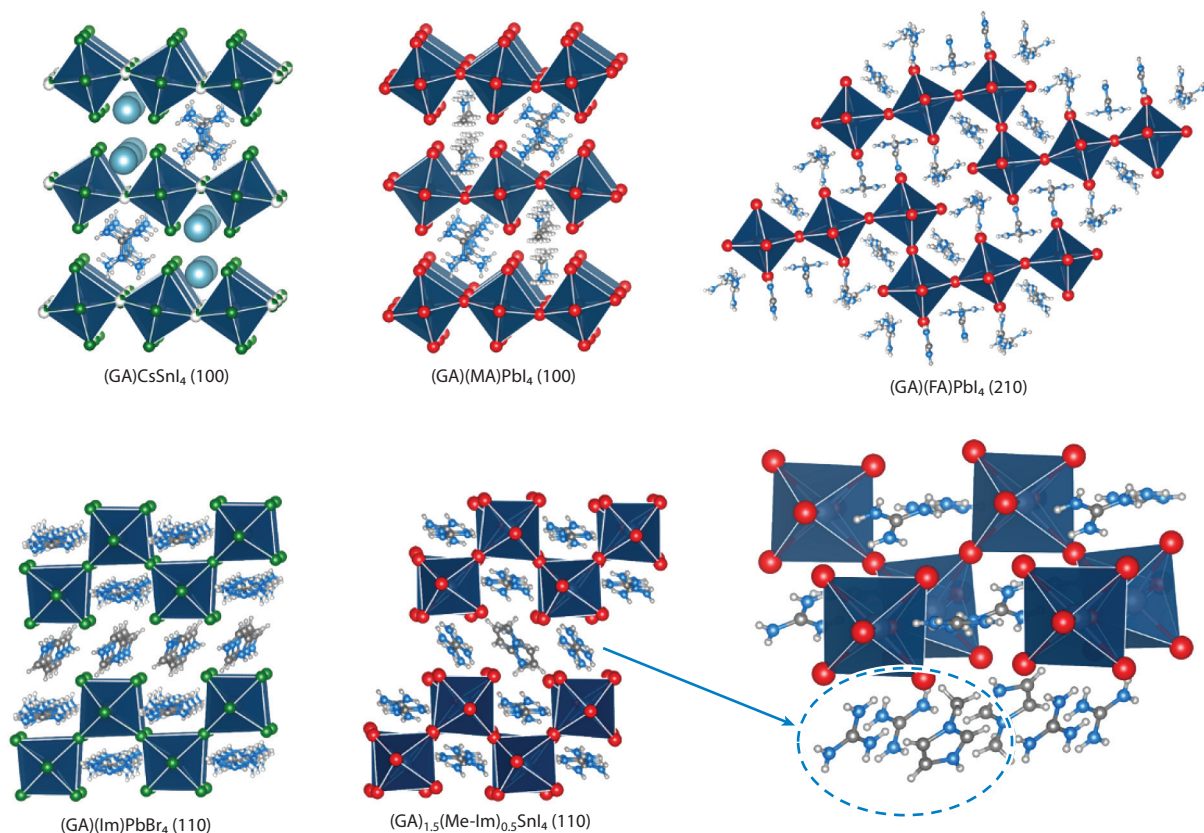 (GA)CsSnI₄ (100)
(GA)(MA)PbI₄ (100)
(GA)(FA)PbI₄ (210)
(GA)(Im)PbBr₄ (110)
(GA)₁.₅(Me-Im)₀.₅SnI₄ (110)